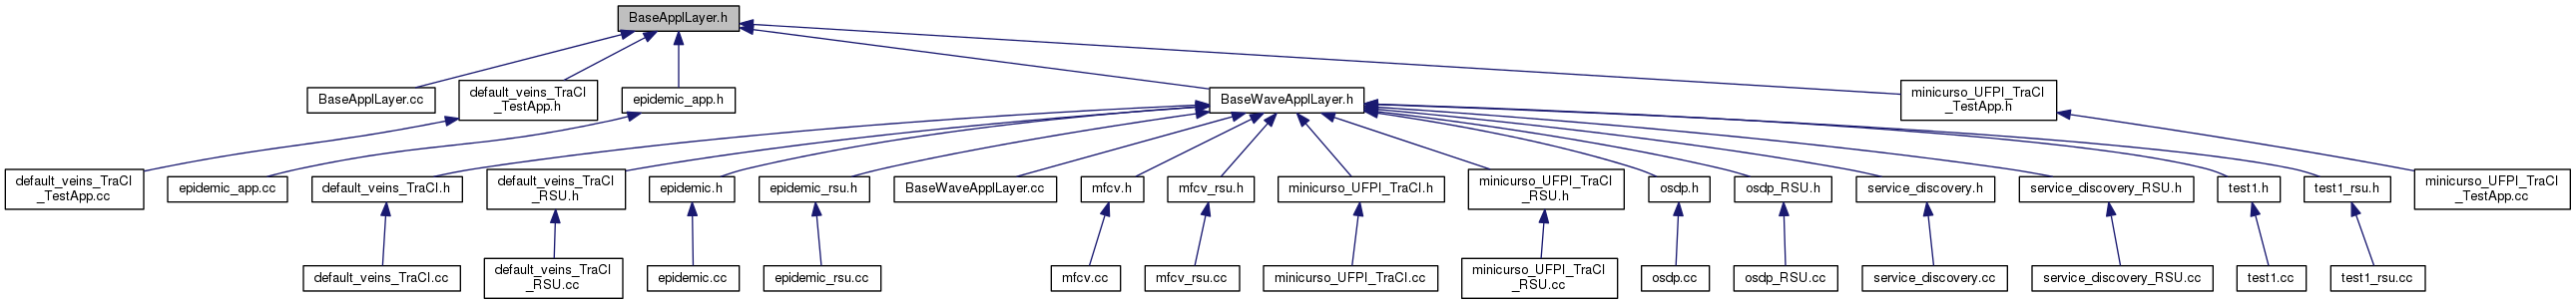 BaseApplLayer.h
BaseApplLayer.cc
default_veins_TraCI
_TestApp.h
epidemic_app.h
BaseWaveApplLayer.h
minicurso_UFPI_TraCI
_TestApp.h
default_veins_TraCI
_TestApp.cc
epidemic_app.cc
default_veins_TraCI.h
default_veins_TraCI
_RSU.h
epidemic.h
epidemic_rsu.h
BaseWaveApplLayer.cc
mfcv.h
mfcv_rsu.h
minicurso_UFPI_TraCI.h
minicurso_UFPI_TraCI
_RSU.h
osdp.h
osdp_RSU.h
service_discovery.h
service_discovery_RSU.h
test1.h
test1_rsu.h
minicurso_UFPI_TraCI
_TestApp.cc
default_veins_TraCI.cc
default_veins_TraCI
_RSU.cc
epidemic.cc
epidemic_rsu.cc
mfcv.cc
mfcv_rsu.cc
minicurso_UFPI_TraCI.cc
minicurso_UFPI_TraCI
_RSU.cc
osdp.cc
osdp_RSU.cc
service_discovery.cc
service_discovery_RSU.cc
test1.cc
test1_rsu.cc